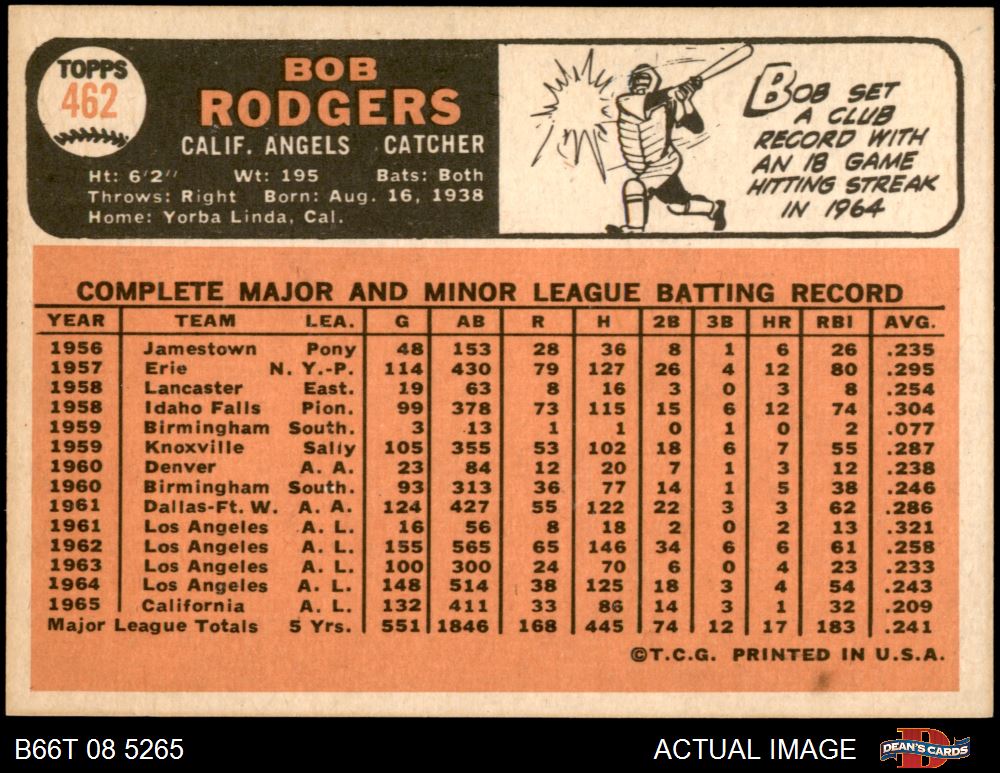 TOPPS
462
BOB
RODGERS
CALIF. ANGELS CATCHER
Ht: 6'2" Wt: 195 Bats: Both
Throws: Right Born: Aug. 16, 1938
Home: Yorba Linda, Cal.
BOB SET
A CLUB
RECORD WITH
AN 18 GAME
HITTING STREAK
IN 1964
COMPLETE MAJOR AND MINOR LEAGUE BATTING RECORD
YEAR TEAM LEA. G AB R H 2B 3B HR RBI AVG.
1956 Jamestown Pony 48 153 28 36 8 1 6 26 .235
1957 Erie N. Y.-P. 114 430 79 127 26 4 12 80 .295
1958 Lancaster East. 19 63 8 16 3 0 3 8 .254
1958 Idaho Falls Pion. 99 378 73 115 15 6 12 74 .304
1959 Birmingham South. 3 13 1 1 0 1 0 2 .077
1959 Knoxville Sally 105 355 53 102 18 6 7 55 .287
1960 Denver A. A. 23 84 12 20 7 1 3 12 .238
1960 Birmingham South. 93 313 36 77 14 1 5 38 .246
1961 Dallas-Ft. W. A. A. 124 427 55 122 22 3 3 62 .286
1961 Los Angeles A. L. 16 56 8 18 2 0 2 13 .321
1962 Los Angeles A. L. 155 565 65 146 34 6 6 61 .258
1963 Los Angeles A. L. 100 300 24 70 6 0 4 23 .233
1964 Los Angeles A. L. 148 514 38 125 18 3 4 54 .243
1965 California A. L. 132 411 33 86 14 3 1 32 .209
Major League Totals 5 Yrs. 551 1846 168 445 74 12 17 183 .241
©T.C.G. PRINTED IN U.S.A.
B66T 08 5265 ACTUAL IMAGE DEAN'S CARDS